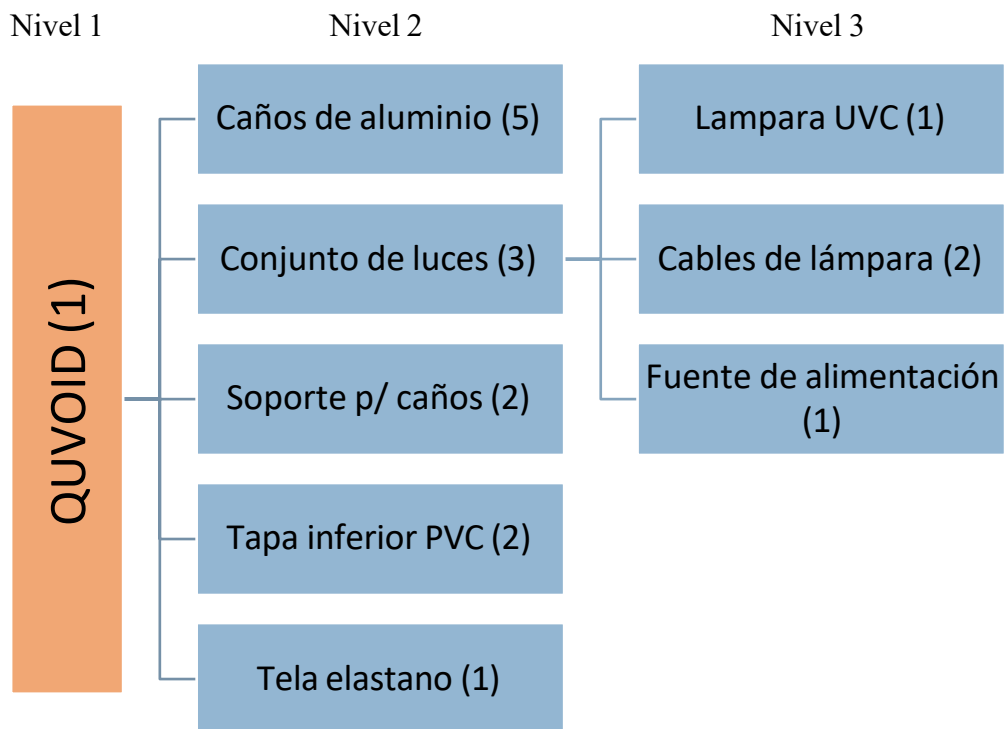 Nivel 1
Nivel 2
Nivel 3
QUVOID (1)
Caños de aluminio (5)
Conjunto de luces (3)
Soporte p/ caños (2)
Tapa inferior PVC (2)
Tela elastano (1)
Lampara UVC (1)
Cables de lámpara (2)
Fuente de alimentación
(1)